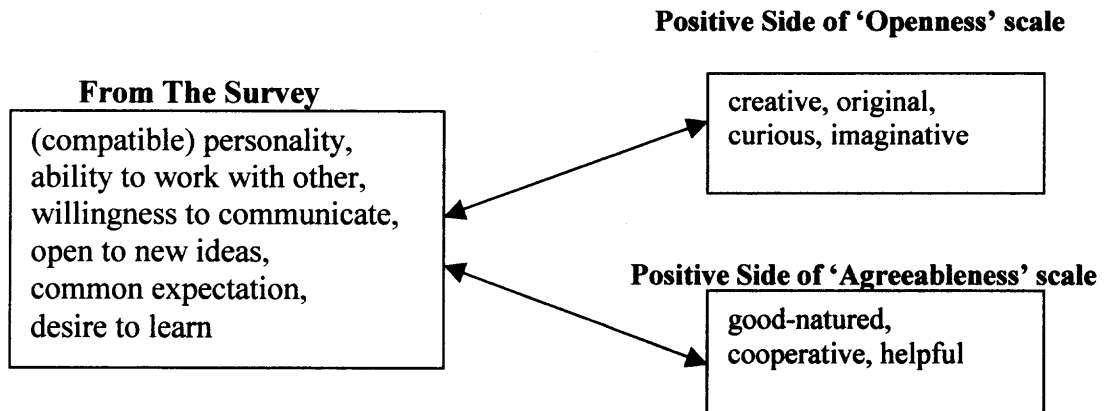 Positive Side of ‘Openness’ scale
From The Survey
creative, original,
curious, imaginative
(compatible) personality,
ability to work with other,
willingness to communicate,
open to new ideas,
common expectation,
desire to learn
Positive Side of ‘Agreeableness’ scale
good-natured,
cooperative, helpful